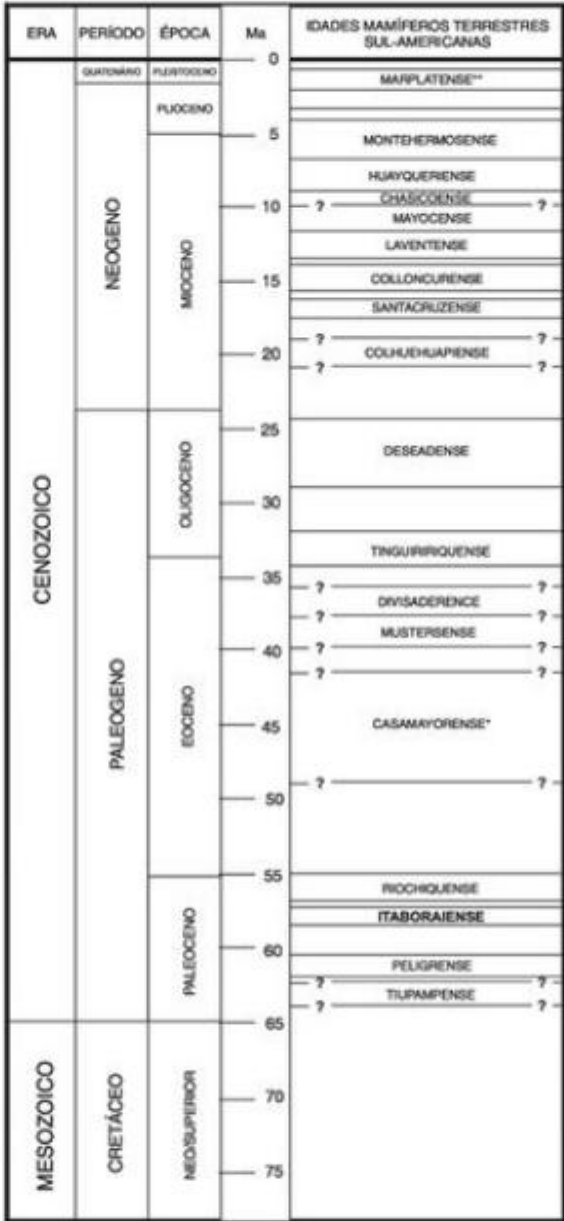 ERA PERÍODO ÉPOCA Ma IDADES MAMÍFEROS TERRESTRES
SUL-AMERICANAS
0
QUATENÁRIO PLEISTOCENO
MARPLATENSE**
PLIOCENO
5
MONTEHERMOSENSE
HUAYQUERIENSE
CHASICOENSE
? 10 ?
MAYOCENSE
LAVENTENSE
NEOGENO
MIOCENO
COLLONCURENSE
15
SANTACRUZENSE
? ?
20 COLHUEHUAPIENSE
? ?
25
DESEADENSE
OLIGOCENO
30
CENOZOICO
TINGUIRIRIQUENSE
35
? ?
DIVISADERENCE
? ?
MUSTERSENSE
40
? ?
? ?
PALEOGENO
EOCENO
45 CASAMAYORENSE*
? ?
50
55
RIOCHIQUENSE
ITABORAIENSE
PALEOCENO
60
PELIGRENSE
? ?
TIUPAMPENSE
? ?
65
MESOZOICO
CRETÁCEO
NEO/SUPERIOR
70
75